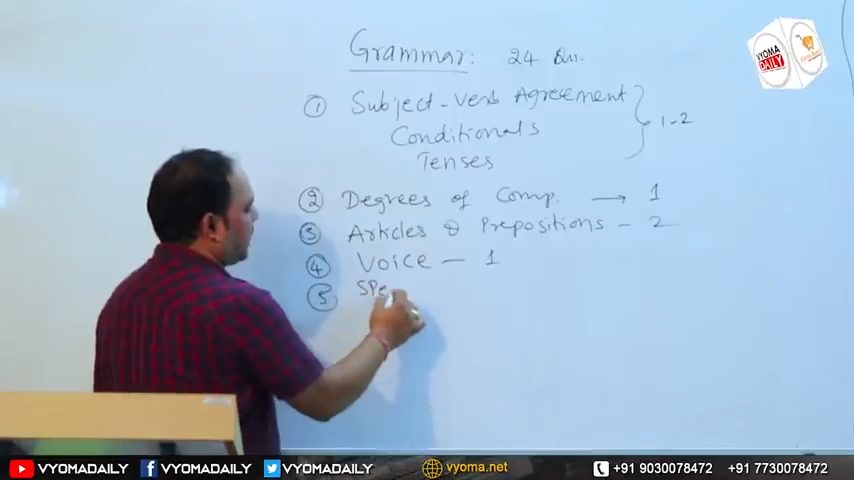 Grammar: 24
① Subject-Verb Agreement
Conditionals } 1-2
Tenses
② Degrees of Comp. → 1
③ Articles & Prepositions - 2
④ Voice - 1
⑤ Spe
VYOMA DAILY
VYOMADAILY VYOMADAILY VYOMADAILY vyoma.net +91 9030078472 +91 7730078472